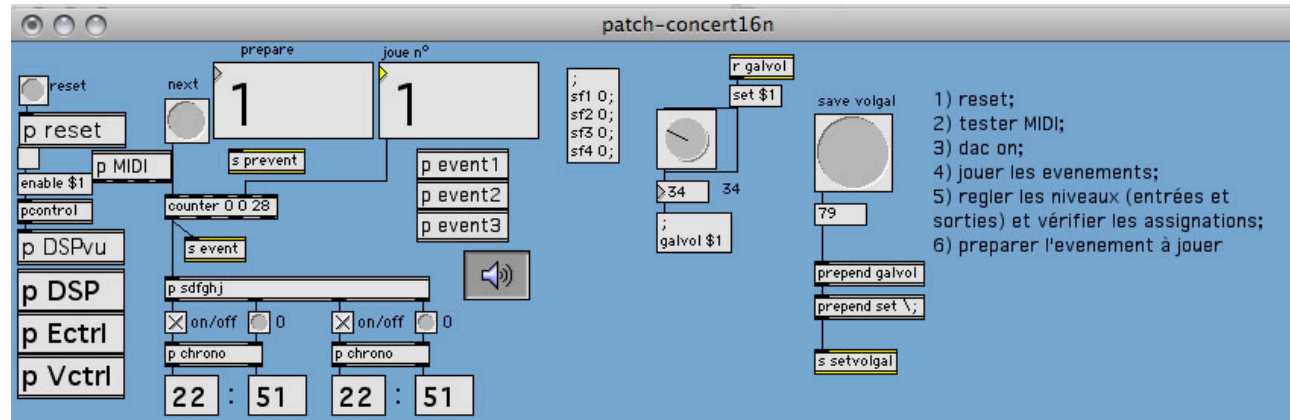 patch-concert16n
reset
p reset
enable $1
pcontrol
p DSPvu
p DSP
p Ectrl
p Vctrl
p MIDI
next
prepare
1
joue n°
1
s prevent
counter 0 0 28
s event
p event1
p event2
p event3
p sdfghj
on/off
0
on/off
0
p chrono
p chrono
22 : 51
22 : 51
;
sf1 0;
sf2 0;
sf3 0;
sf4 0;
r galvol
set $1
34
34
;
galvol $1
save volgal
79
prepend galvol
prepend set \;
s setvolgal
1) reset;
2) tester MIDI;
3) dac on;
4) jouer les evenements;
5) regler les niveaux (entrées et
sorties) et vérifier les assignations;
6) preparer l'evenement à jouer